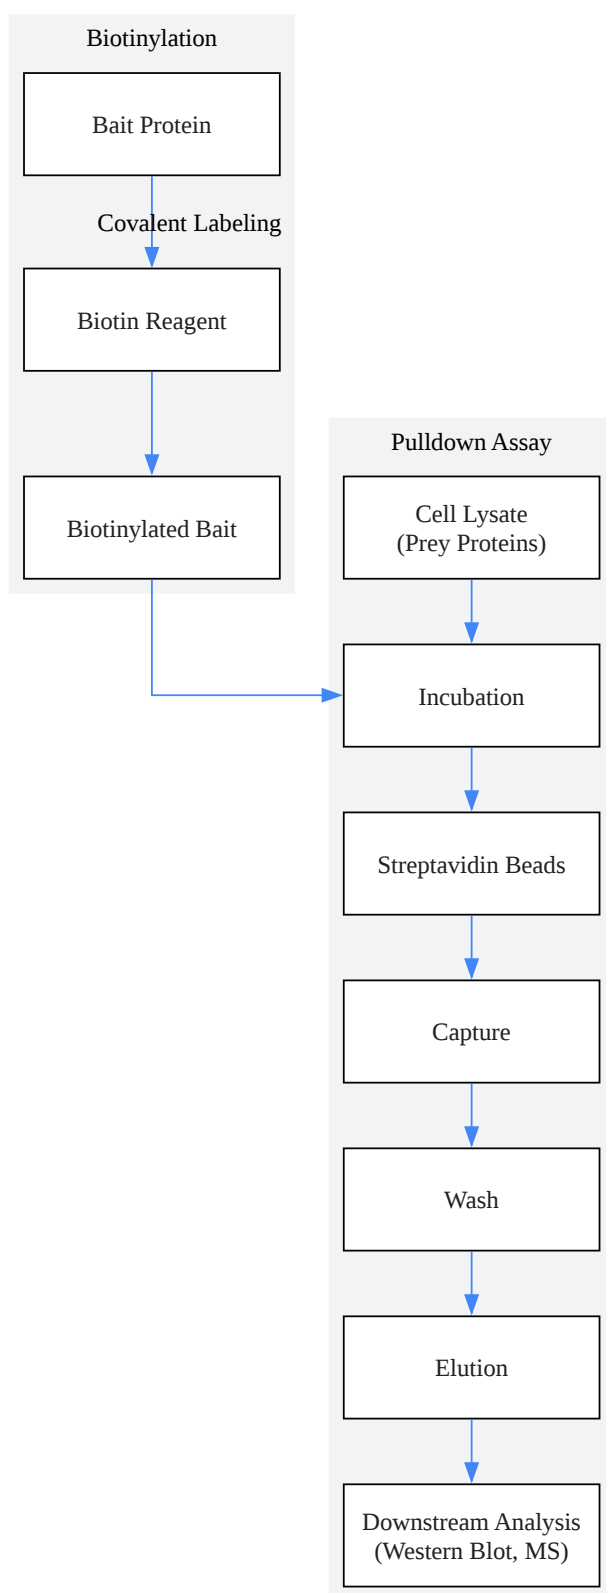 Biotinylation
Bait Protein
Covalent Labeling
Biotin Reagent
Biotinylated Bait
Pulldown Assay
Cell Lysate
(Prey Proteins)
Incubation
Streptavidin Beads
Capture
Wash
Elution
Downstream Analysis
(Western Blot, MS)